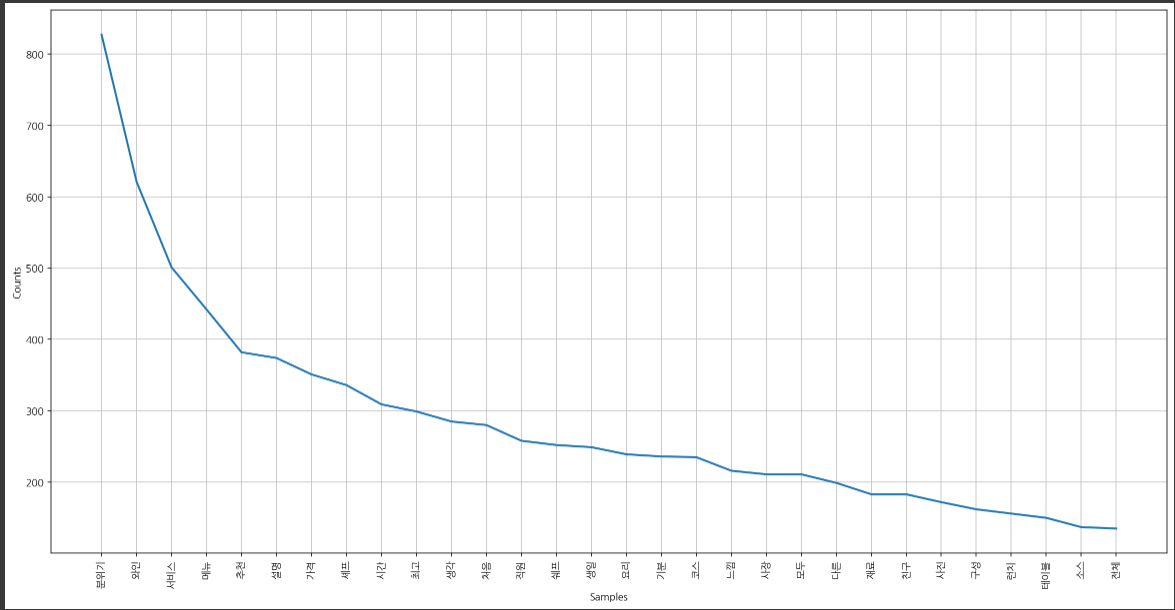 800
700
600
500
400
300
200
Counts
분위기
와인
서비스
메뉴
추천
설명
가격
셰프
시간
최고
생각
처음
직원
쉐프
생일
요리
기분
코스
느낌
사장
모두
다른
재료
친구
사진
구성
런치
테이블
소스
전체
Samples